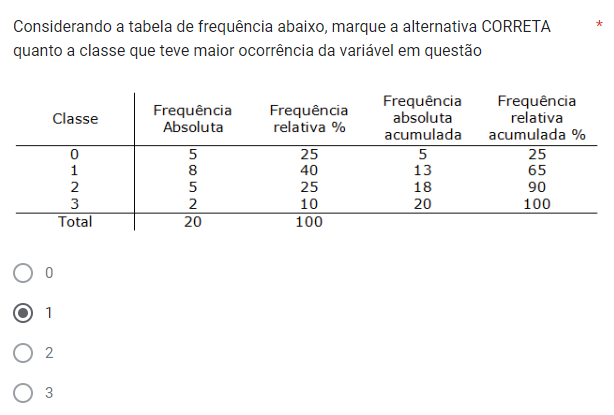 Considerando a tabela de frequência abaixo, marque a alternativa CORRETA *
quanto a classe que teve maior ocorrência da variável em questão
Classe Frequência Absoluta Frequência relativa % Frequência absoluta acumulada Frequência relativa acumulada %
0 5 25 5 25
1 8 40 13 65
2 5 25 18 90
3 2 10 20 100
Total 20 100
0
1
2
3